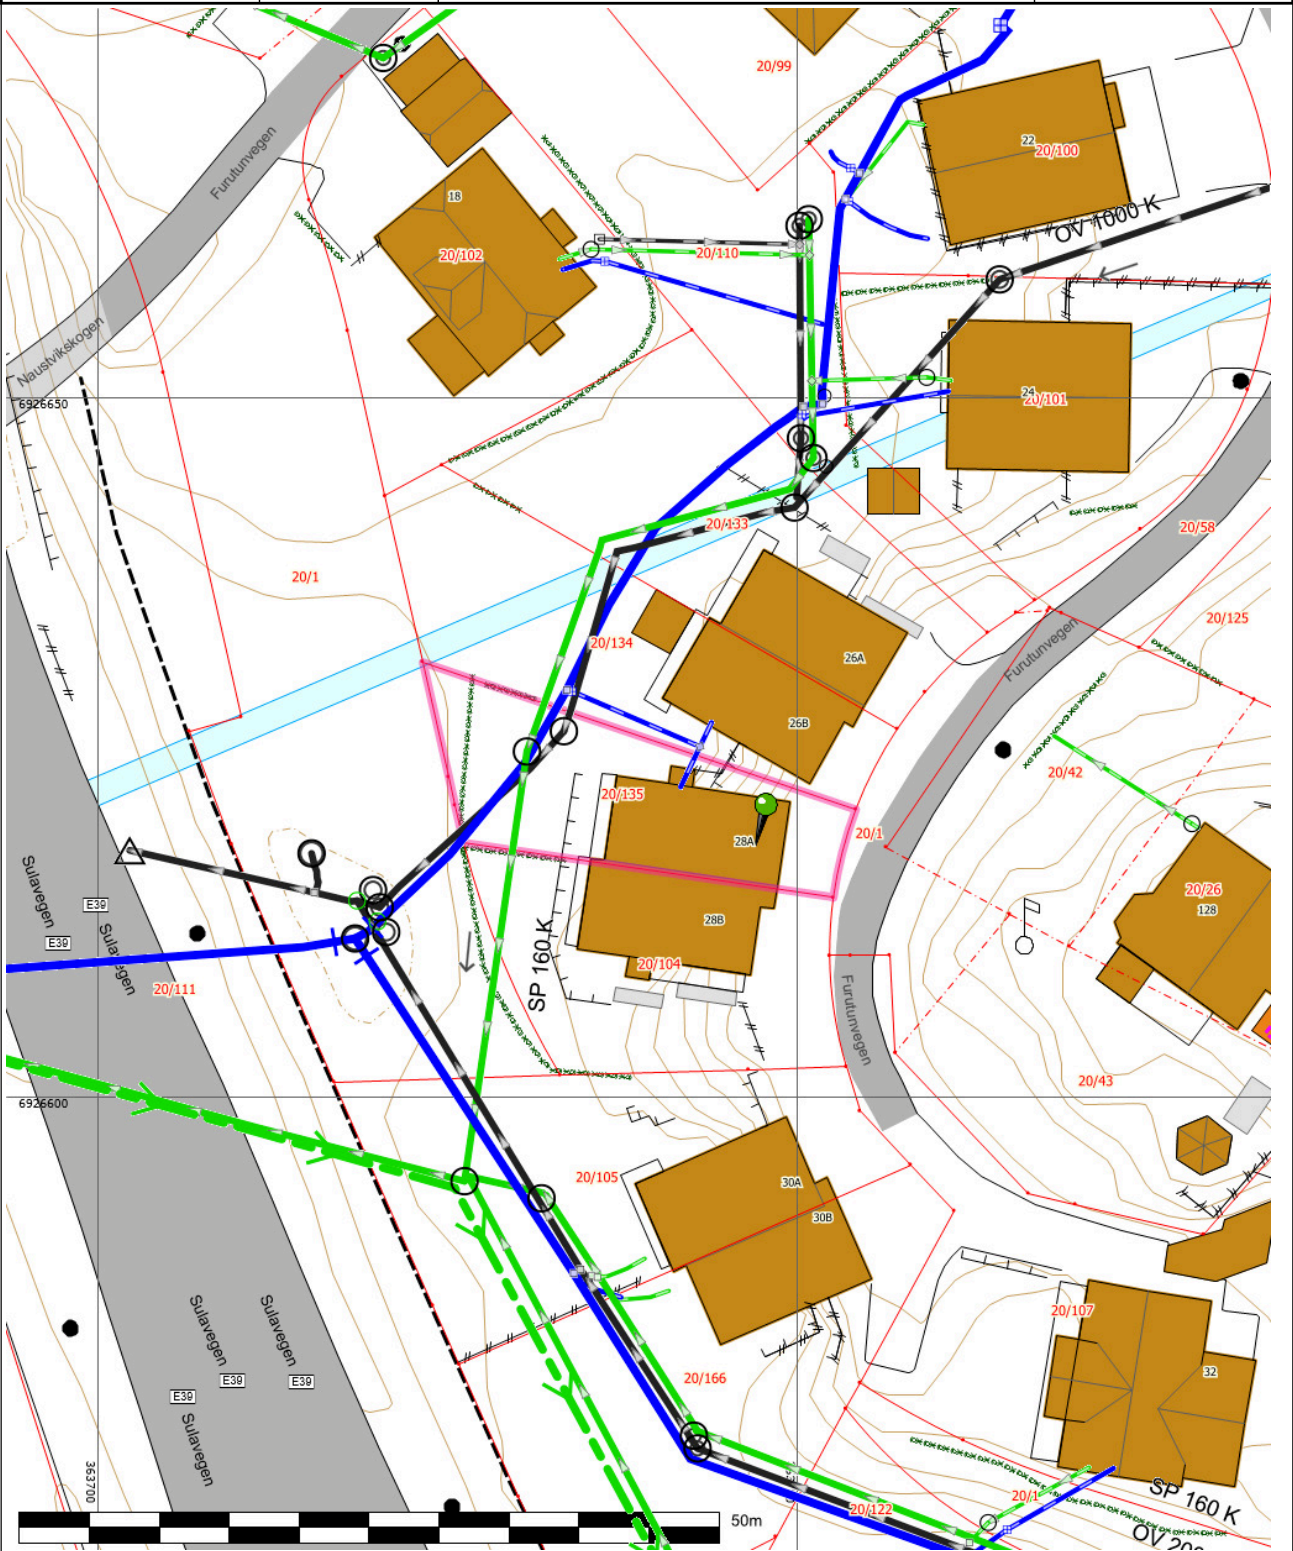 20/99
Furutunvegen
22
20/100
18
OV 1000 K
20/102
20/110
Naustvikskogen
6926650
24
20/101
20/133
20/58
20/1
20/125
20/134
Furutunvegen
26A
26B
20/42
20/135
28A
20/1
Sulavegen
E39
20/26
128
28B
E39
Sulavegen
SP 160 K
20/104
20/111
Furutunvegen
20/43
6926600
20/105
30A
30B
20/107
Sulavegen
Sulavegen
32
20/166
E39
E39
E39
Sulavegen
363700
20/1
SP 160 K
20/122
50m